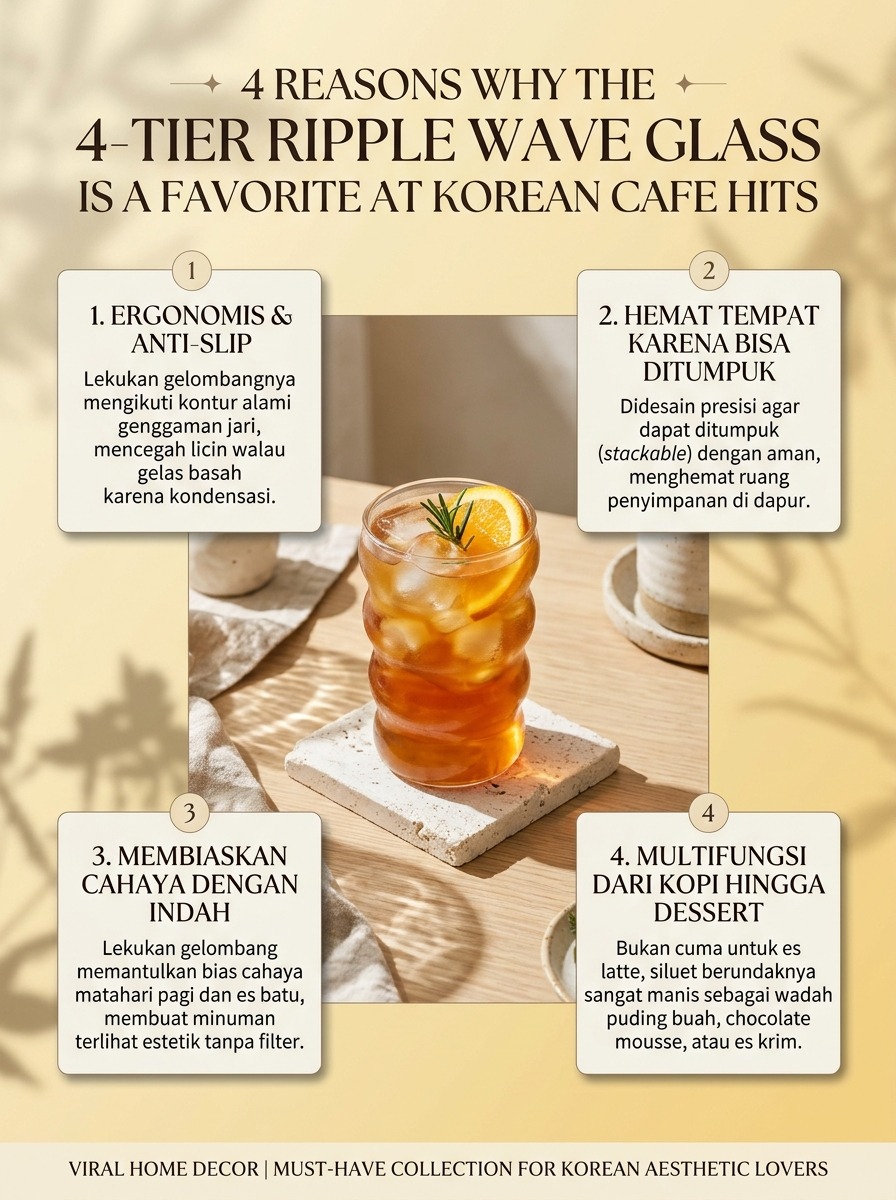 4 REASONS WHY THE
4-TIER RIPPLE WAVE GLASS
IS A FAVORITE AT KOREAN CAFE HITS
1
1. ERGONOMIS &
ANTI-SLIP
Lekukan gelombangnya
mengikuti kontur alami
genggaman jari,
mencegah licin walau
gelas basah
karena kondensasi.
2
2. HEMAT TEMPAT
KARENA BISA
DITUMPUK
Didesain presisi agar
dapat ditumpuk
(stackable) dengan aman,
menghemat ruang
penyimpanan di dapur.
3
3. MEMBIASKAN
CAHAYA DENGAN
INDAH
Lekukan gelombang
memantulkan bias cahaya
matahari pagi dan es batu,
membuat minuman
terlihat estetik tanpa filter.
4
4. MULTIFUNGSI
DARI KOPI HINGGA
DESSERT
Bukan cuma untuk es
latte, siluet berundaknya
sangat manis sebagai wadah
puding buah, chocolate
mousse, atau es krim.
VIRAL HOME DECOR | MUST-HAVE COLLECTION FOR KOREAN AESTHETIC LOVERS